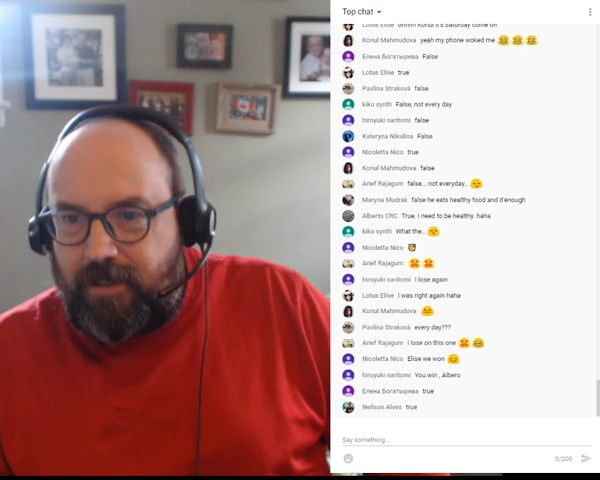 Top chat
Lotus Elise ohhhh Konul it's Saturday come on
Konul Mahmudova yeah my phone woked me 😂 😂 😂
Елена Богатырева False
Lotus Elise true
Pavlína Straková false
kiko synth False, not every day
hiroyuki naritomi false
Kateryna Nikulina False
Nicoletta Nico true
Konul Mahmudova false
Arief Rajagum false... not everyday..
Maryna Mudrak false he eats healthy food and it'enough
Alberto CRC True. I need to be healthy. haha
kiko synth What the...
Nicoletta Nico
Arief Rajagum
hiroyuki naritomi I lose again
Lotus Elise I was right again haha
Konul Mahmudova
Pavlína Straková every day???
Arief Rajagum I lose on this one
Nicoletta Nico Elise we won
hiroyuki naritomi You win , Albero
Елена Богатырева true
Neilson Alves true
Say something...
0/200